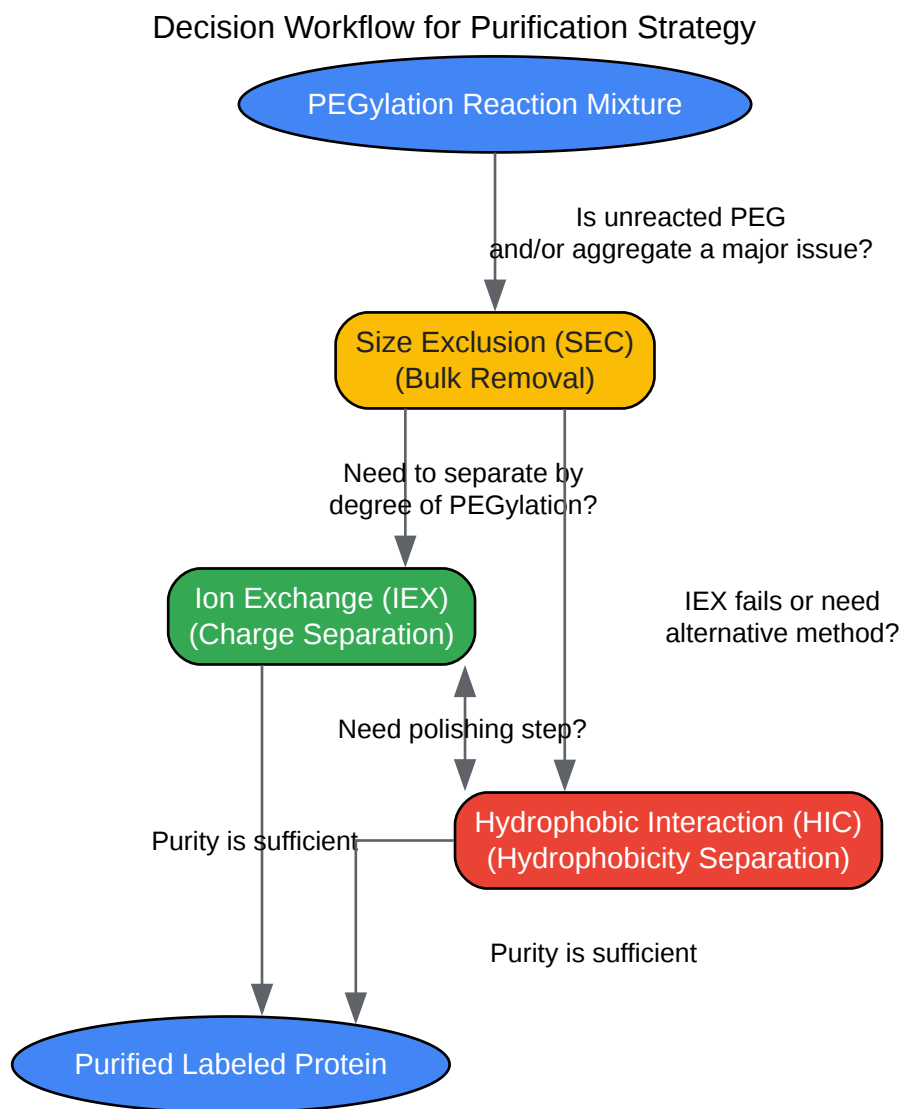 Decision Workflow for Purification Strategy
PEGylation Reaction Mixture
Is unreacted PEG
and/or aggregate a major issue?
Size Exclusion (SEC)
(Bulk Removal)
Need to separate by
degree of PEGylation?
Ion Exchange (IEX)
(Charge Separation)
IEX fails or need
alternative method?
Need polishing step?
Hydrophobic Interaction (HIC)
(Hydrophobicity Separation)
Purity is sufficient
Purity is sufficient
Purified Labeled Protein